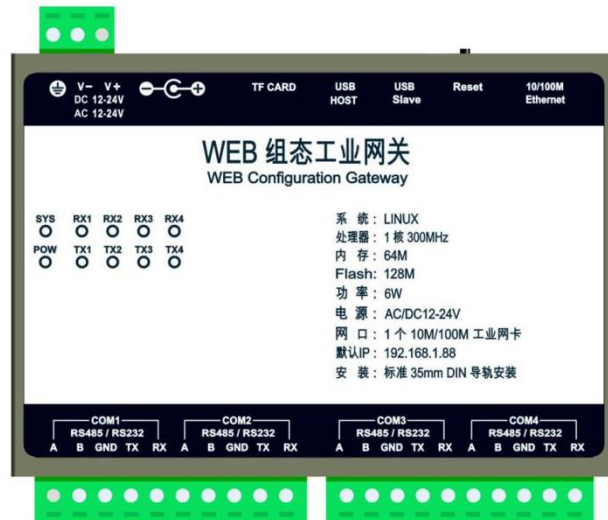 V- V+ TF CARD USB HOST USB Slave Reset 10/100M Ethernet
DC 12-24V
AC 12-24V
WEB 组态工业网关
WEB Configuration Gateway
SYS RX1 RX2 RX3 RX4
POW TX1 TX2 TX3 TX4
系 统：LINUX
处理器：1 核 300MHz
内 存：64M
Flash: 128M
功 率：6W
电 源：AC/DC12-24V
网 口：1 个 10M/100M 工业网卡
默认IP：192.168.1.88
安 装：标准 35mm DIN 导轨安装
COM1 COM2 COM3 COM4
RS485 / RS232 RS485 / RS232 RS485 / RS232 RS485 / RS232
A B GND TX RX A B GND TX RX A B GND TX RX A B GND TX RX